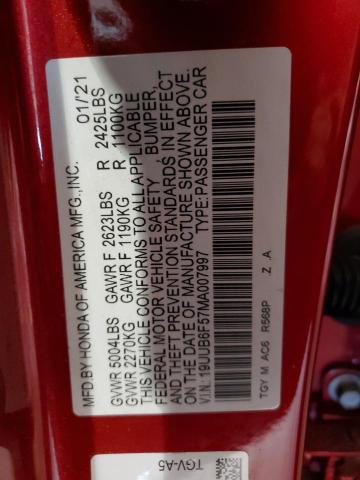 MFD.BY HONDA OF AMERICA MFG.,INC. 01/'21
GVWR 5004LBS GAWR F 2623LBS R 2425LBS
GVWR 2270KG GAWR F 1190KG R 1100KG
THIS VEHICLE CONFORMS TO ALL APPLICABLE
FEDERAL MOTOR VEHICLE SAFETY, BUMPER,
AND THEFT PREVENTION STANDARDS IN EFFECT
ON THE DATE OF MANUFACTURE SHOWN ABOVE.
VIN:19UUB6F57MA007997 TYPE:PASSENGER CAR
TGY M AC6 R568P Z .A
TGV-A5